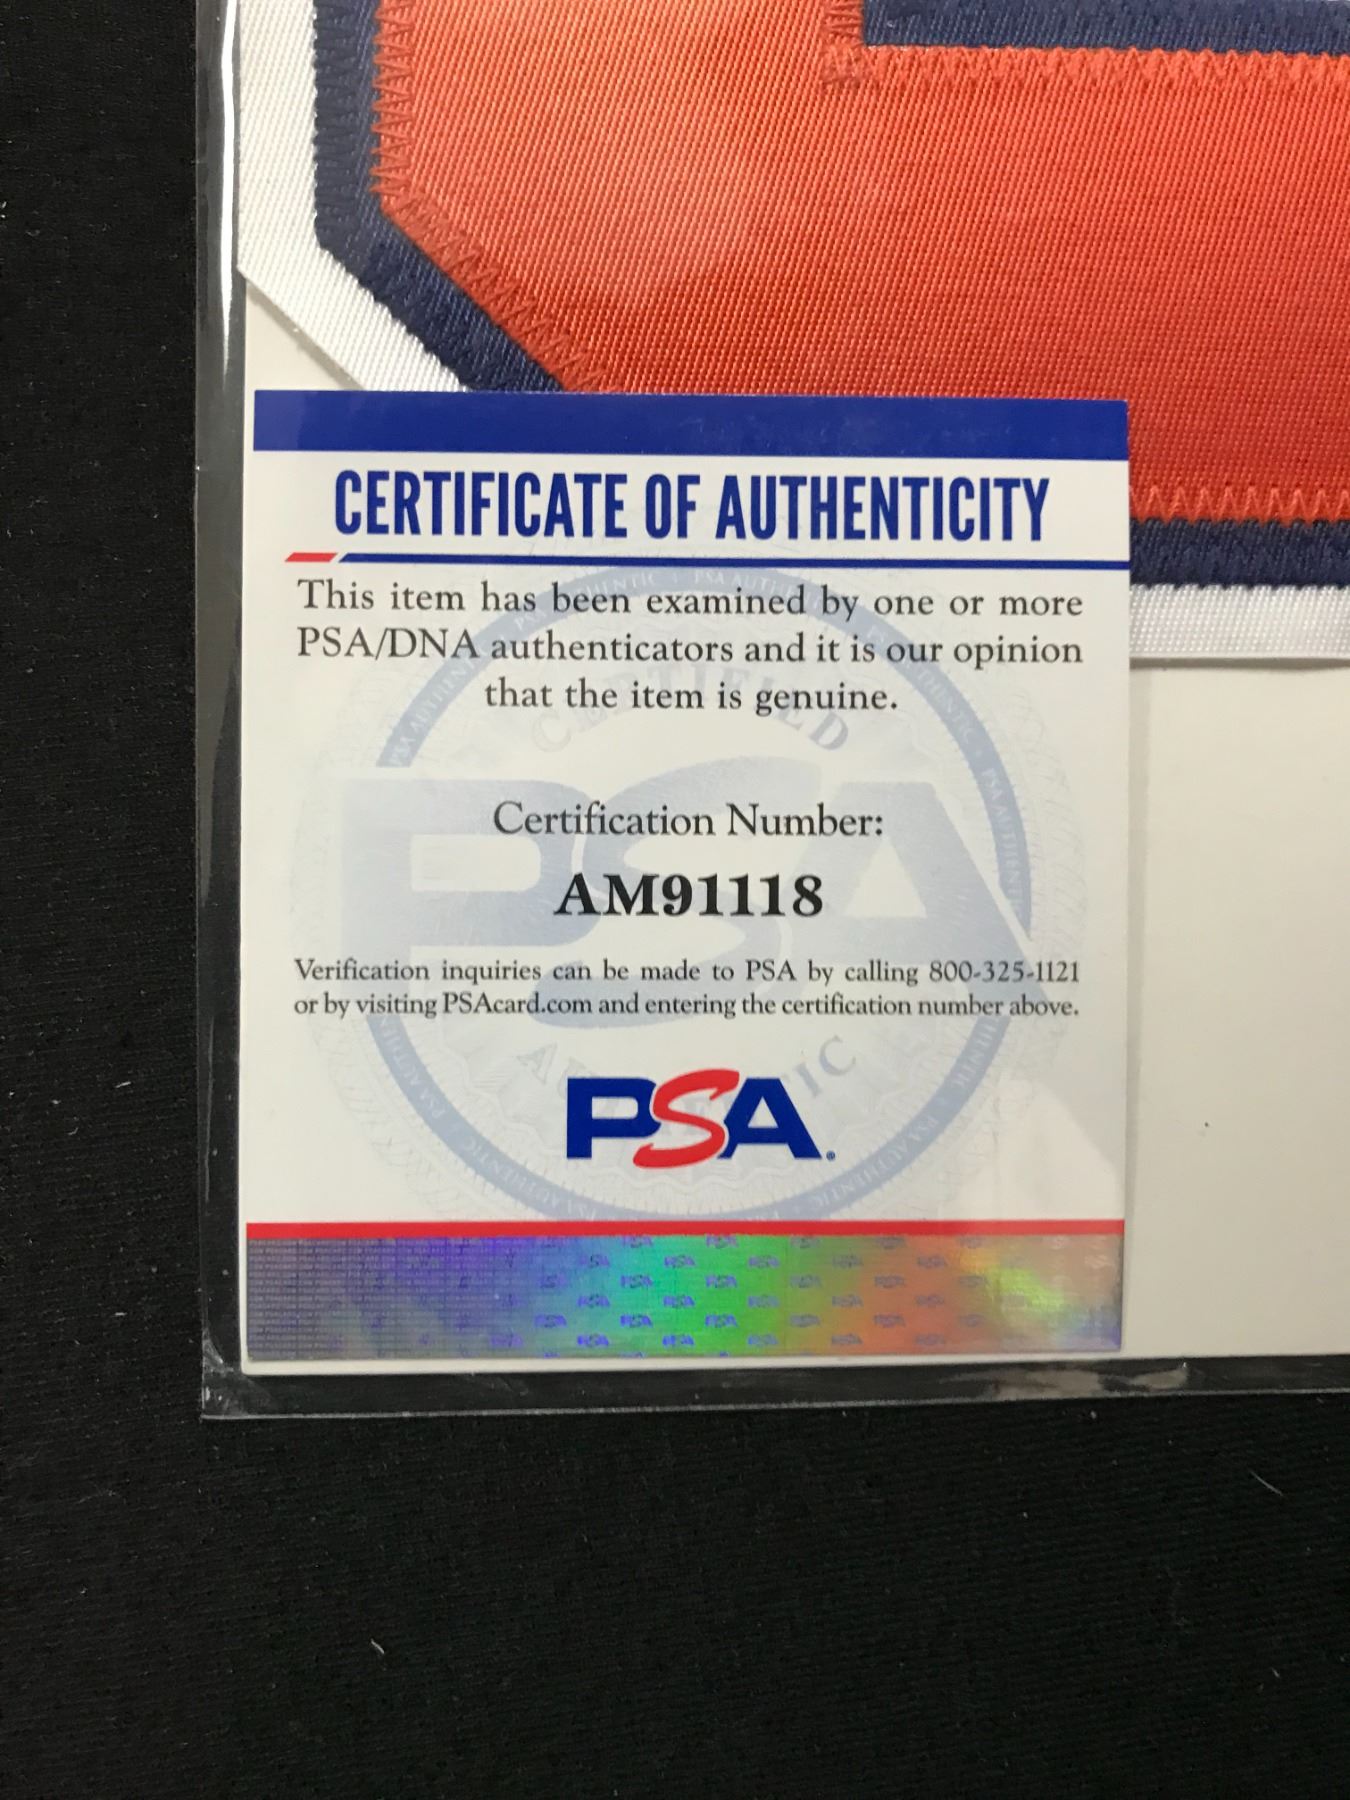 CERTIFICATE OF AUTHENTICITY
This item has been examined by one or more
PSA/DNA authenticators and it is our opinion
that the item is genuine.
CERTIFIED
PSA
Certification Number:
AM91118
Verification inquiries can be made to PSA by calling 800-325-1121
or by visiting PSAcard.com and entering the certification number above.
PSA